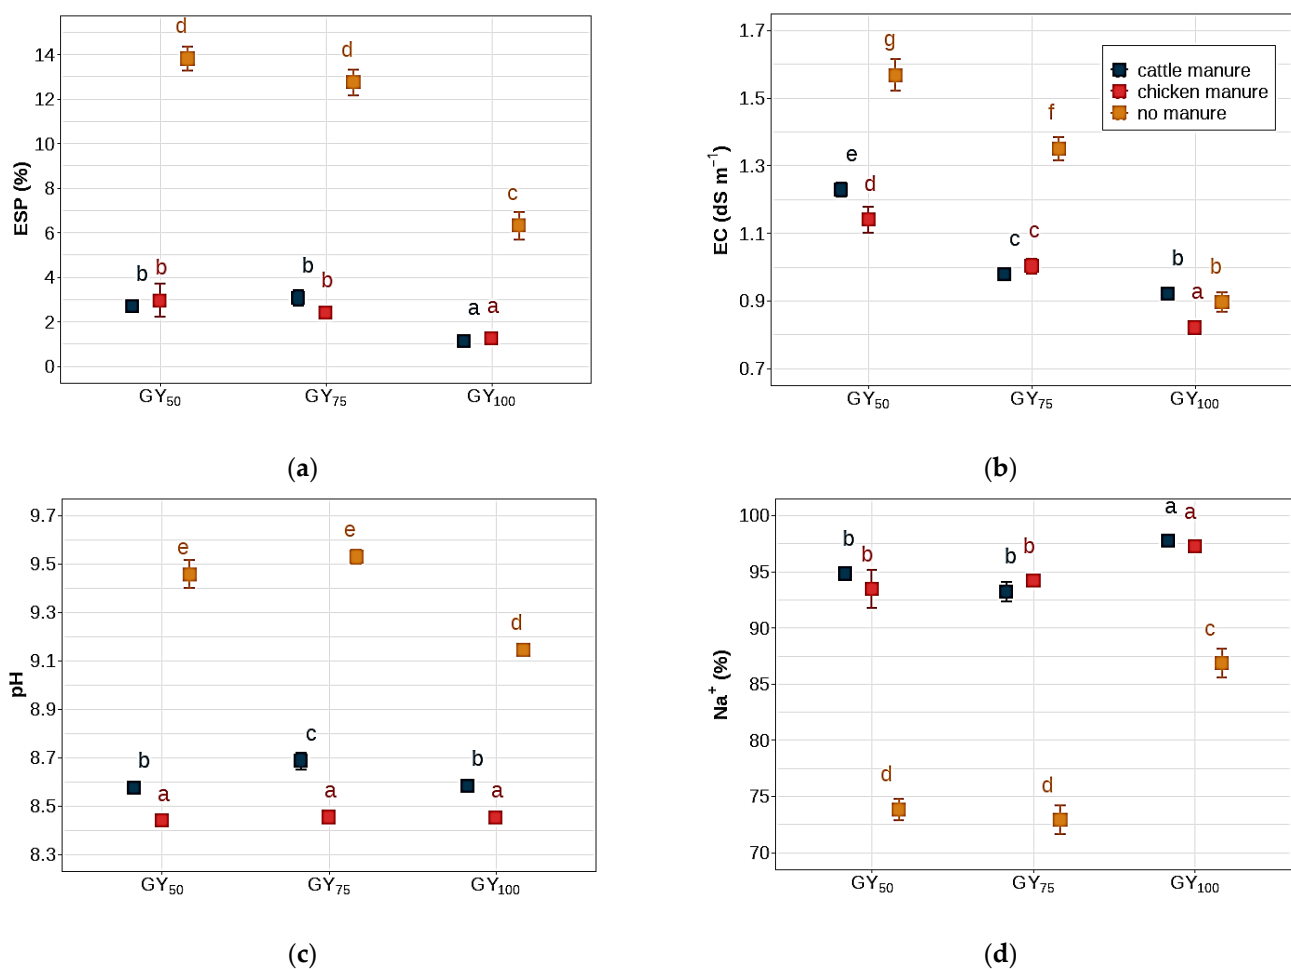 ESP (%)
14
12
10
8
6
4
2
0
d
d
c
b
b
b
b
a
a
GY50
GY75
GY100
(a)
EC (dS m−1)
1.7
1.5
1.3
1.1
0.9
0.7
g
f
e
d
c
c
b
b
a
cattle manure
chicken manure
no manure
GY50
GY75
GY100
(b)
pH
9.7
9.5
9.3
9.1
8.9
8.7
8.5
8.3
e
e
d
b
a
c
a
b
a
GY50
GY75
GY100
(c)
Na+ (%)
100
95
90
85
80
75
70
b
b
b
b
a
a
c
d
d
GY50
GY75
GY100
(d)